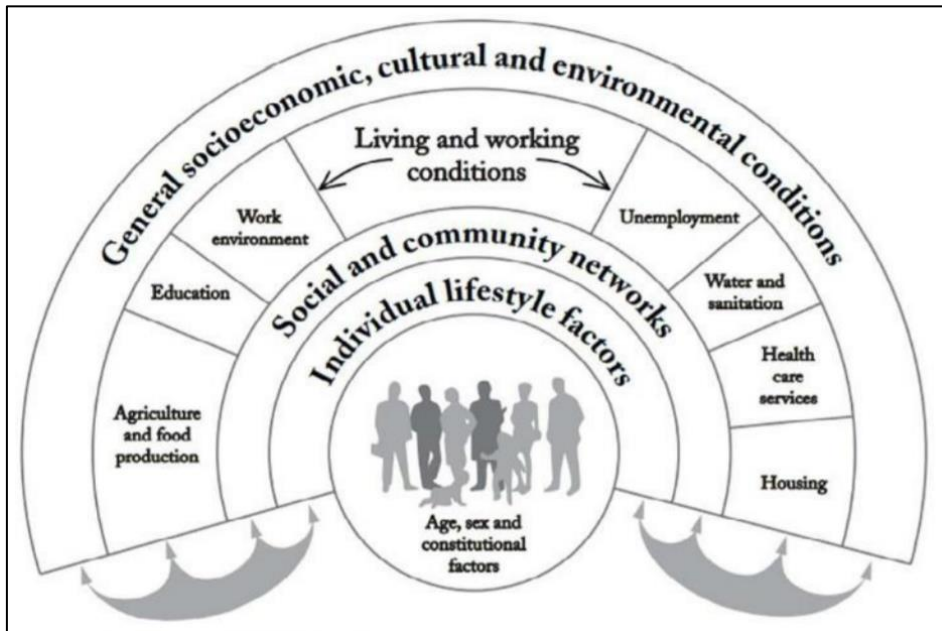 General socioeconomic, cultural and environmental conditions
Living and working
conditions
Work
environment
Unemployment
Education
Water and
sanitation
Agriculture
and food
production
Health
care
services
Housing
Social and community networks
Individual lifestyle factors
Age, sex and
constitutional
factors